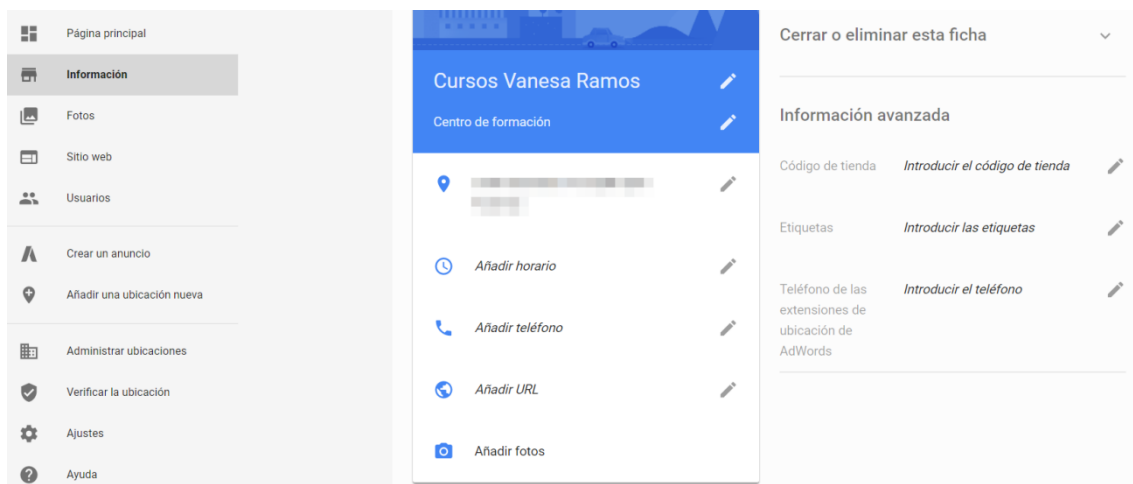 Página principal
Información
Fotos
Sitio web
Usuarios
Crear un anuncio
Añadir una ubicación nueva
Administrar ubicaciones
Verificar la ubicación
Ajustes
Ayuda
Cursos Vanesa Ramos
Centro de formación
Añadir horario
Añadir teléfono
Añadir URL
Añadir fotos
Cerrar o eliminar esta ficha
Información avanzada
Código de tienda
Introducir el código de tienda
Etiquetas
Introducir las etiquetas
Teléfono de las
extensiones de
ubicación de
AdWords
Introducir el teléfono